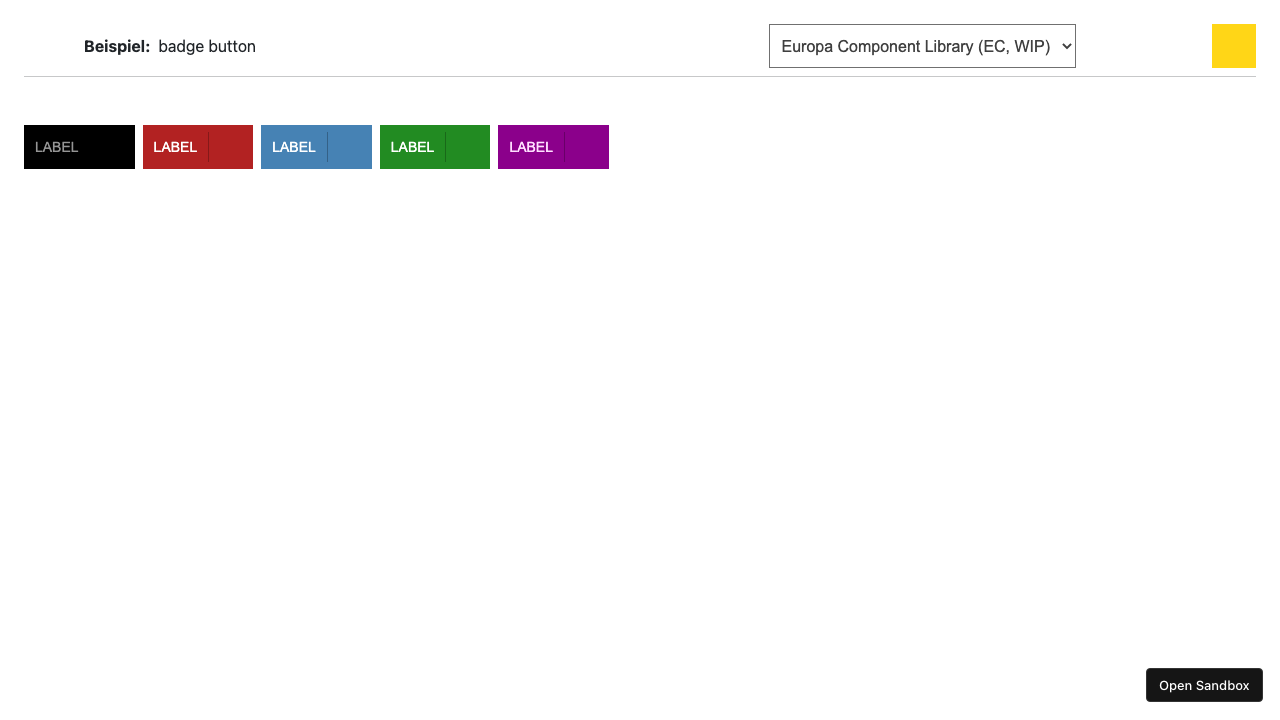 Beispiel: badge button
Europa Component Library (EC, WIP)
LABEL LABEL LABEL LABEL LABEL
Open Sandbox